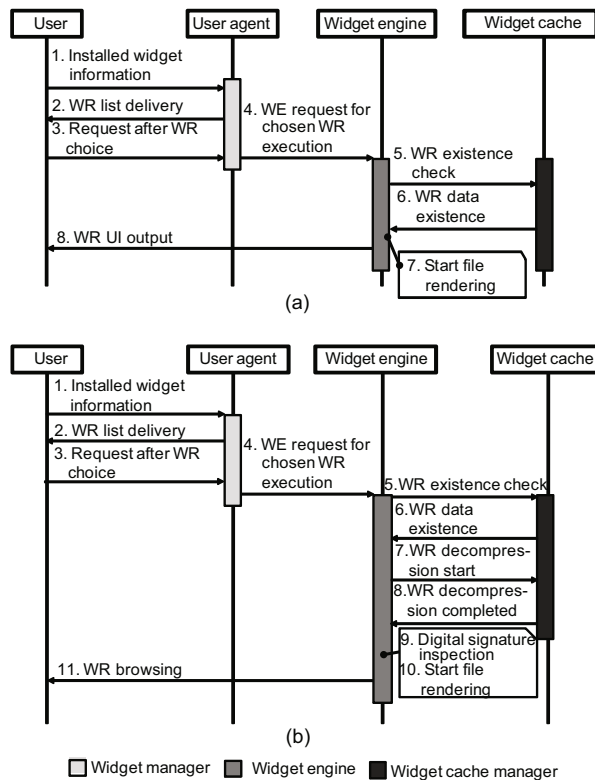 User
User agent
Widget engine
Widget cache
1. Installed widget
information
2. WR list delivery
3. Request after WR
choice
4. WE request for
chosen WR
execution
5. WR existence
check
6. WR data
existence
8. WR UI output
7. Start file
rendering
(a)
User
User agent
Widget engine
Widget cache
1. Installed widget
information
2. WR list delivery
3. Request after WR
choice
4. WE request for
chosen WR
execution
5.WR existence check
6.WR data
existence
7.WR decompres-
sion start
8.WR decompres-
sion completed
9. Digital signature
inspection
10. Start file
rendering
11. WR browsing
(b)
Widget manager
Widget engine
Widget cache manager